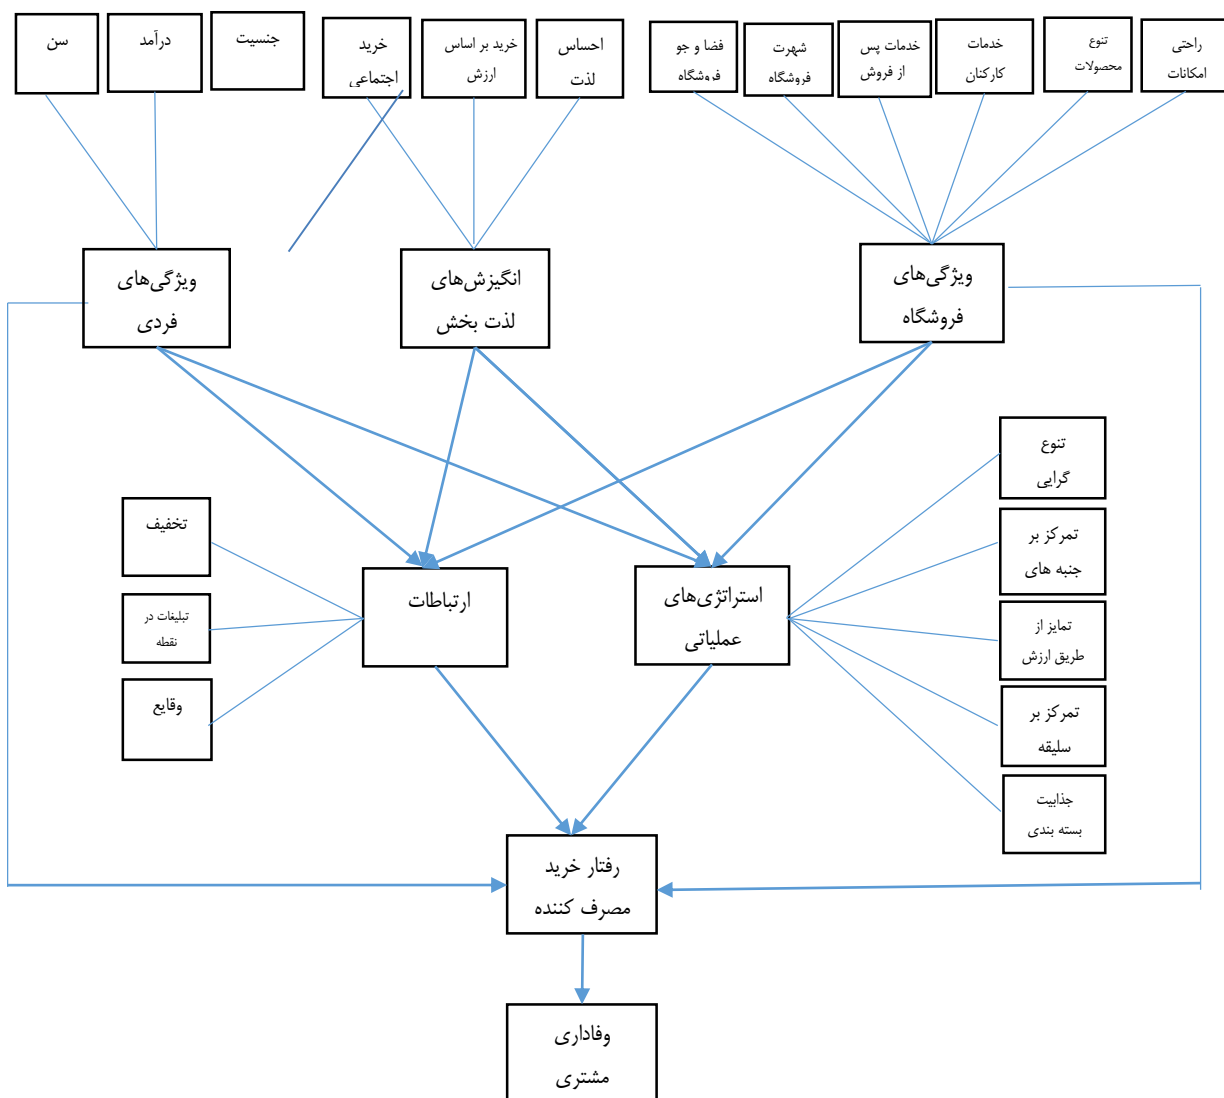 راحتی
امکانات
تنوع
محصولات
خدمات
کارکنان
خدمات پس
از فروش
شهرت
فروشگاه
فضا و جو
فروشگاه
احساس
لذت
خرید بر اساس
ارزش
خرید
اجتماعی
جنسیت
درآمد
سن
ویژگی‌های
فروشگاه
انگیزش‌های
لذت بخش
ویژگی‌های
فردی
تنوع
گرایی
تمرکز بر
جنبه های
تمایز از
طریق ارزش
تمرکز بر
سلیقه
جذابیت
بسته بندی
استراتژی‌های
عملیاتی
ارتباطات
تخفیف
تبلیغات در
نقطه
وقایع
رفتار خرید
مصرف کننده
وفاداری
مشتری